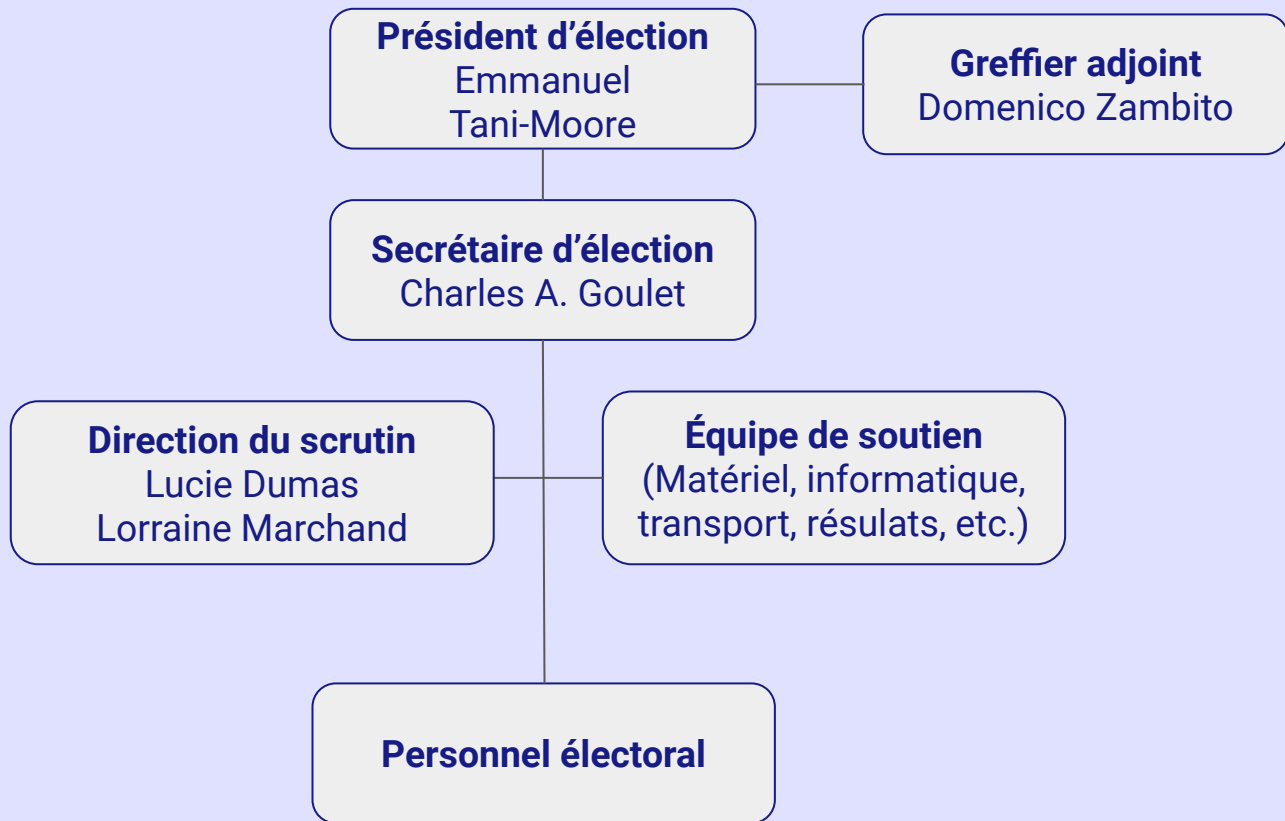 Président d’élection
Emmanuel
Tani-Moore
Greffier adjoint
Domenico Zambito
Secrétaire d’élection
Charles A. Goulet
Direction du scrutin
Lucie Dumas
Lorraine Marchand
Équipe de soutien
(Matériel, informatique,
transport, résulats, etc.)
Personnel électoral